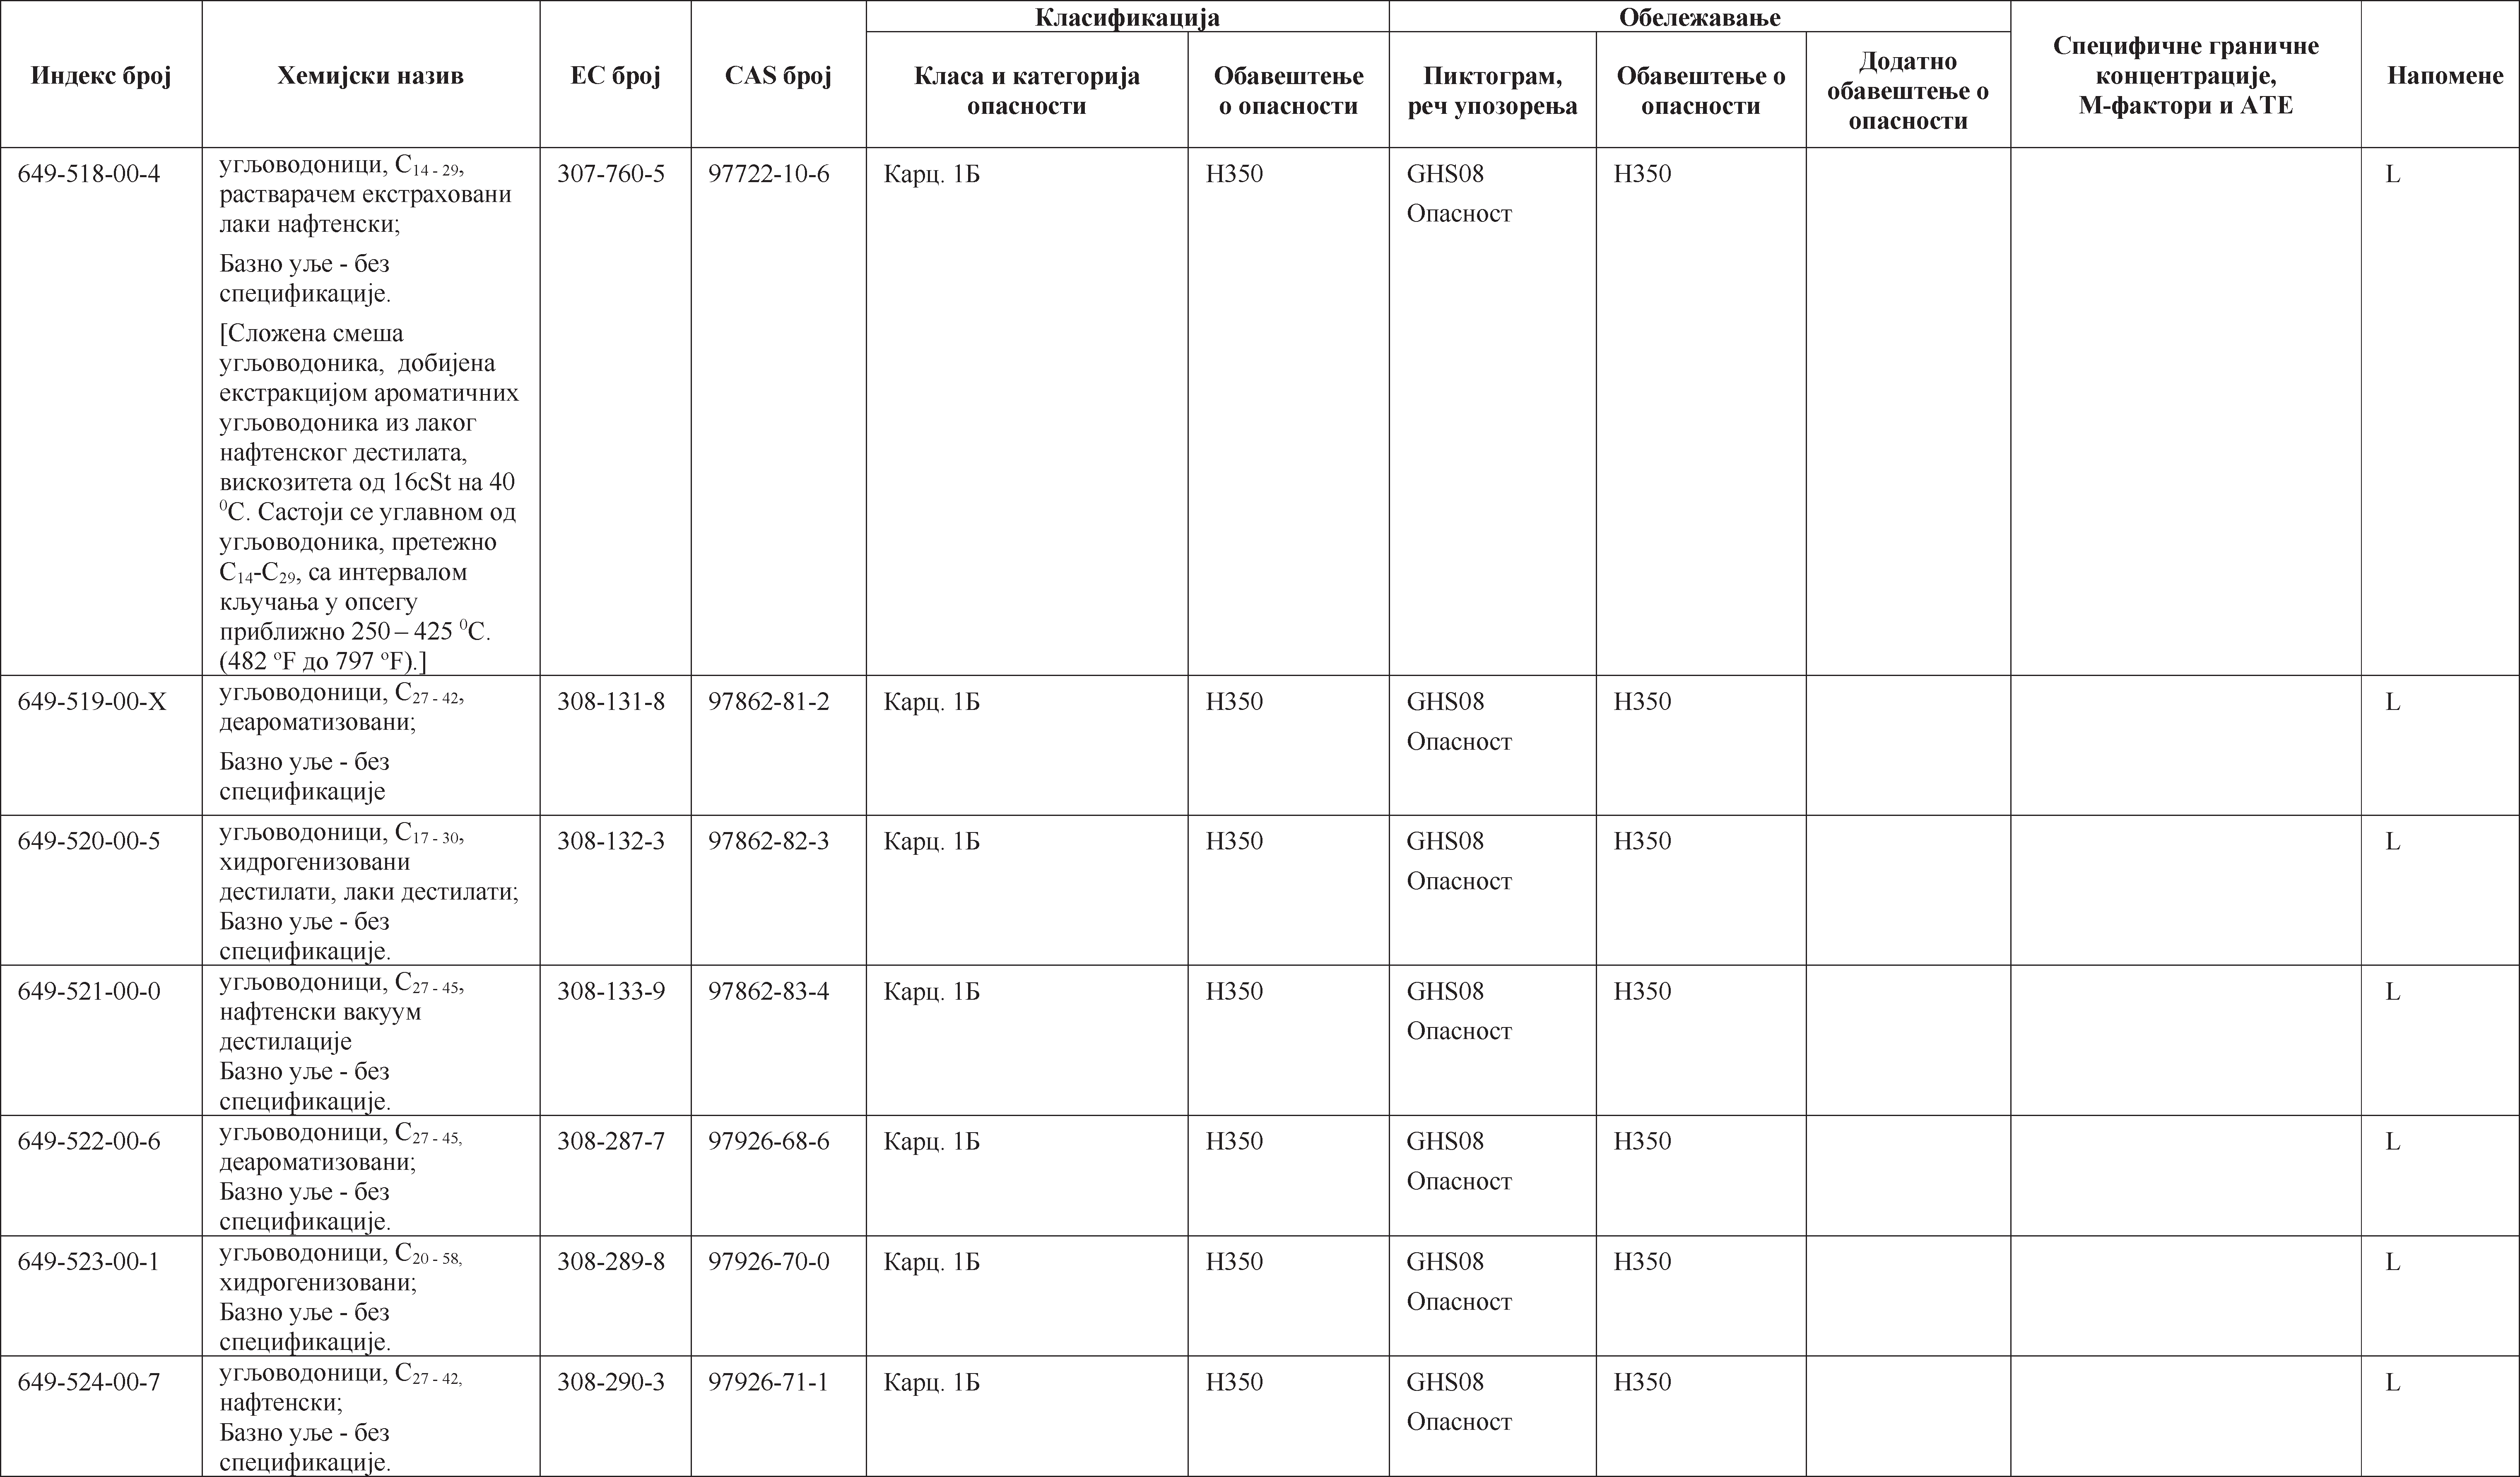 Класификација
Обележавање
Индекс број
Хемијски назив
ЕС број
CAS број
Класа и категорија
опасности
Обавештење
о опасности
Пиктограм,
реч упозорења
Обавештење о
опасности
Додатно
обавештење о
опасности
Специфичне граничне
концентрације,
М-фактори и АТЕ
Напомене
649-518-00-4
угљоводоници, C14 - 29,
растварачем екстраховани
лаки нафтенски;
Базно уље - без
спецификације.
[Сложена смеша
угљоводоника,  добијена
екстракцијом ароматичних
угљоводоника из лаког
нафтенског дестилата,
вискозитета од 16cSt на 40
⁰C. Састоји се углавном од
угљоводоника, претежно
C14-C29, са интервалом
кључања у опсегу
приближно 250 – 425 ⁰C.
(482 ºF до 797 ºF).]
307-760-5
97722-10-6
Карц. 1Б
H350
GHS08
Опасност
H350
L
649-519-00-X
угљоводоници, C27 - 42,
деароматизовани;
Базно уље - без
спецификације
308-131-8
97862-81-2
Карц. 1Б
H350
GHS08
Опасност
H350
L
649-520-00-5
угљоводоници, C17 - 30,
хидрогенизовани
дестилати, лаки дестилати;
Базно уље - без
спецификације.
308-132-3
97862-82-3
Карц. 1Б
H350
GHS08
Опасност
H350
L
649-521-00-0
угљоводоници, C27 - 45,
нафтенски вакуум
дестилације
Базно уље - без
спецификације.
308-133-9
97862-83-4
Карц. 1Б
H350
GHS08
Опасност
H350
L
649-522-00-6
угљоводоници, C27 - 45,
деароматизовани;
Базно уље - без
спецификације.
308-287-7
97926-68-6
Карц. 1Б
H350
GHS08
Опасност
H350
L
649-523-00-1
угљоводоници, C20 - 58,
хидрогенизовани;
Базно уље - без
спецификације.
308-289-8
97926-70-0
Карц. 1Б
H350
GHS08
Опасност
H350
L
649-524-00-7
угљоводоници, C27 - 42,
нафтенски;
Базно уље - без
спецификације.
308-290-3
97926-71-1
Карц. 1Б
H350
GHS08
Опасност
H350
L